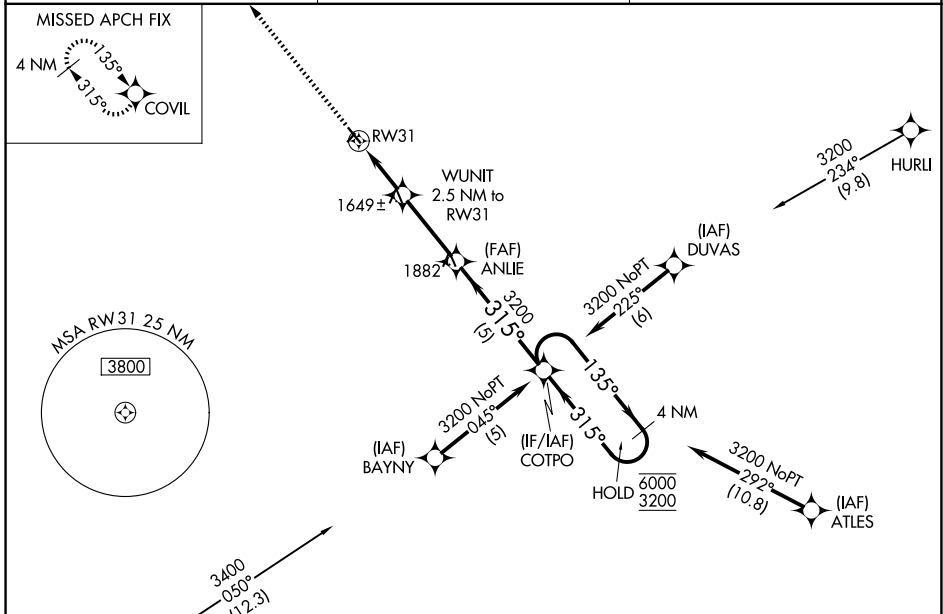 MISSED APCH FIX
4 NM
135°
315°
COVIL
RW31
WUNIT
2.5 NM to
RW31
1649±
(FAF)
ANLIE
1882
3200
315°
(5)
3200
234°
(9.8)
HURLI
(IAF)
DUVAS
3200 NoPT
225°
(6)
MSA RW31 25 NM
3800
3200 NoPT
045°
(5)
(IAF)
BAYNY
(IF/IAF)
COTPO
135°
315°
4 NM
HOLD
6000
3200
3200 NoPT
292°
(10.8)
(IAF)
ATLES
3400
050°
(12.3)